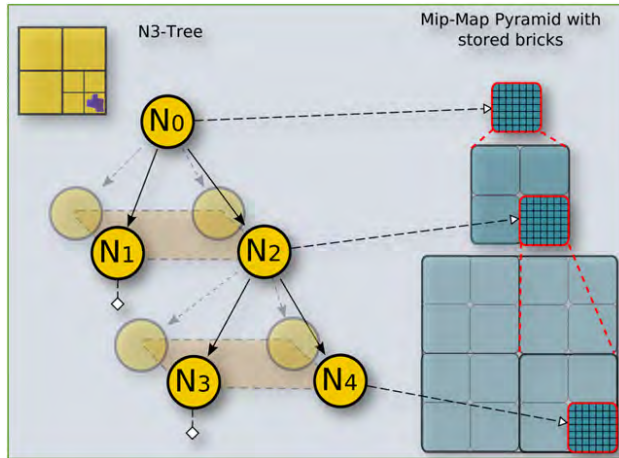 N3-Tree
Mip-Map Pyramid with
stored bricks
N0
N1
N2
N3
N4